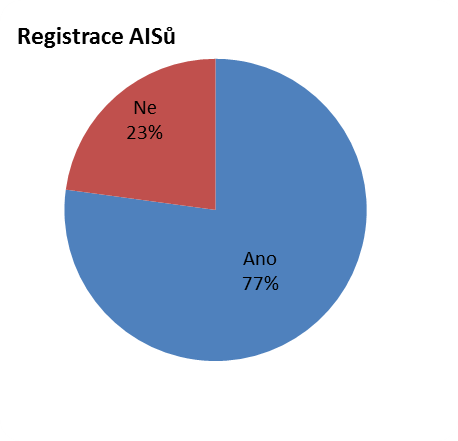 Registrace AISů
Ne
23%
Ano
77%